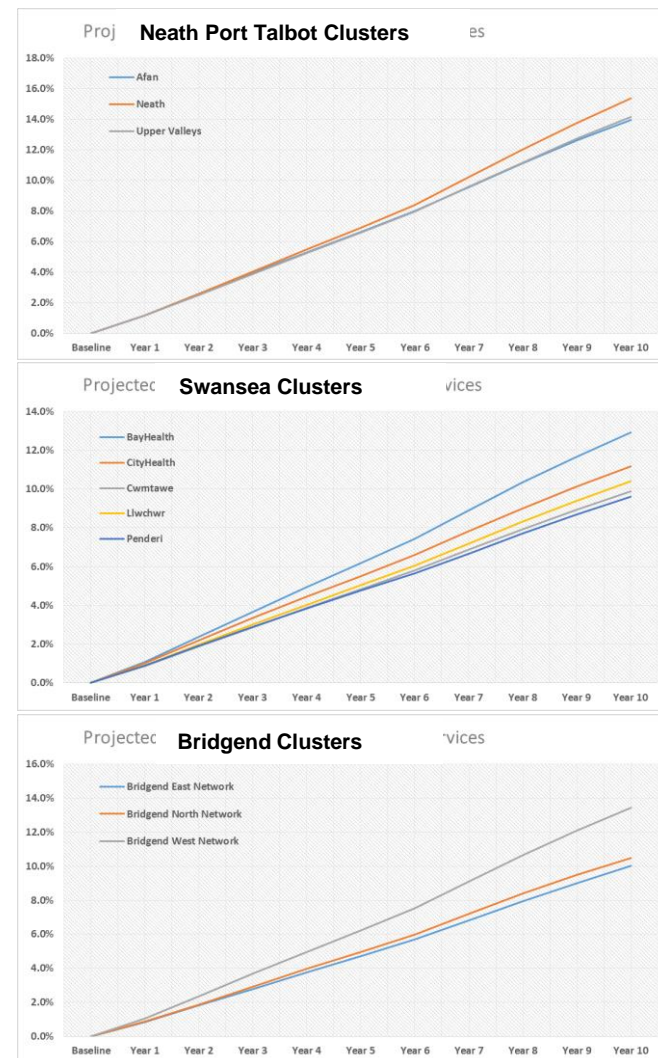 Proj Neath Port Talbot Clusters es
18.0%
Afan
16.0%
Neath
14.0%
Upper Valleys
12.0%
10.0%
8.0%
6.0%
4.0%
2.0%
0.0%
Baseline Year 1 Year 2 Year 3 Year 4 Year 5 Year 6 Year 7 Year 8 Year 9 Year 10
Projected Swansea Clusters vices
14.0%
BayHealth
12.0%
CityHealth
Cwmtawe
10.0%
Llwchwr
8.0%
Penderi
6.0%
4.0%
2.0%
0.0%
Baseline Year 1 Year 2 Year 3 Year 4 Year 5 Year 6 Year 7 Year 8 Year 9 Year 10
Projected Bridgend Clusters rvices
16.0%
Bridgend East Network
14.0%
Bridgend North Network
12.0%
Bridgend West Network
10.0%
8.0%
6.0%
4.0%
2.0%
0.0%
Baseline Year 1 Year 2 Year 3 Year 4 Year 5 Year 6 Year 7 Year 8 Year 9 Year 10